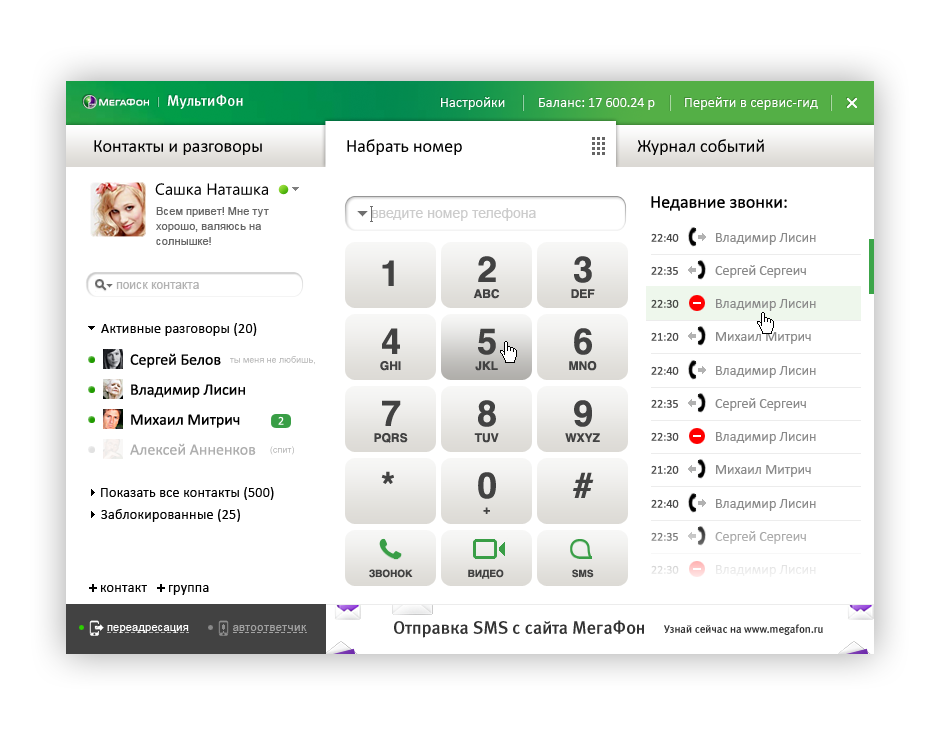 МЕГАФОН | МультиФон
Настройки
Баланс: 17 600.24 р
Перейти в сервис-гид
Контакты и разговоры
Набрать номер
Журнал событий
Сашка Наташка
Всем привет! Мне тут
хорошо, валяюсь на
солнышке!
поиск контакта
Активные разговоры (20)
Сергей Белов ты меня не любишь,
Владимир Лисин
Михаил Митрич 2
Алексей Анненков (спит)
Показать все контакты (500)
Заблокированные (25)
+контакт +группа
переадресация
автоответчик
введите номер телефона
1
2
ABC
3
DEF
4
GHI
5
JKL
6
MNO
7
PQRS
8
TUV
9
WXYZ
*
0
+
#
ЗВОНОК
ВИДЕО
SMS
Недавние звонки:
22:40 Владимир Лисин
22:35 Сергей Сергеич
22:30 Владимир Лисин
21:20 Михаил Митрич
22:40 Владимир Лисин
22:35 Сергей Сергеич
22:30 Владимир Лисин
21:20 Михаил Митрич
22:40 Владимир Лисин
22:35 Сергей Сергеич
22:30 Владимир Лисин
Отправка SMS с сайта МегаФон
Узнай сейчас на www.megafon.ru